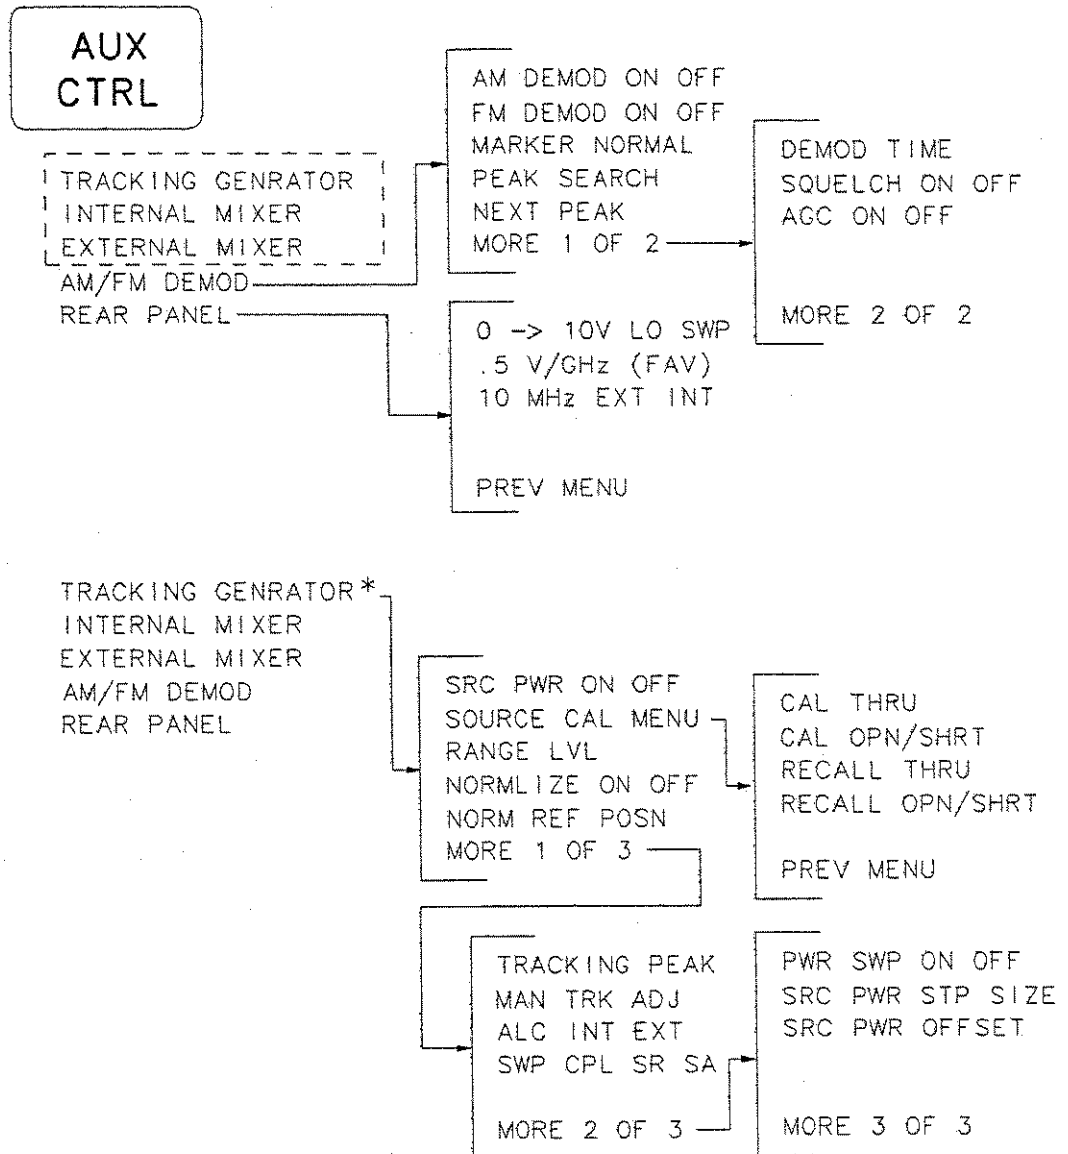 AUX
CTRL
TRACKING GENRATOR
INTERNAL MIXER
EXTERNAL MIXER
AM/FM DEMOD
REAR PANEL
AM DEMOD ON OFF
FM DEMOD ON OFF
MARKER NORMAL
PEAK SEARCH
NEXT PEAK
MORE 1 OF 2
DEMOD TIME
SQUELCH ON OFF
AGC ON OFF
MORE 2 OF 2
0 -> 10V LO SWP
.5 V/GHz (FAV)
10 MHz EXT INT
PREV MENU
TRACKING GENRATOR*
INTERNAL MIXER
EXTERNAL MIXER
AM/FM DEMOD
REAR PANEL
SRC PWR ON OFF
SOURCE CAL MENU
RANGE LVL
NORMLIZE ON OFF
NORM REF POSN
MORE 1 OF 3
CAL THRU
CAL OPN/SHRT
RECALL THRU
RECALL OPN/SHRT
PREV MENU
TRACKING PEAK
MAN TRK ADJ
ALC INT EXT
SWP CPL SR SA
MORE 2 OF 3
PWR SWP ON OFF
SRC PWR STP SIZE
SRC PWR OFFSET
MORE 3 OF 3